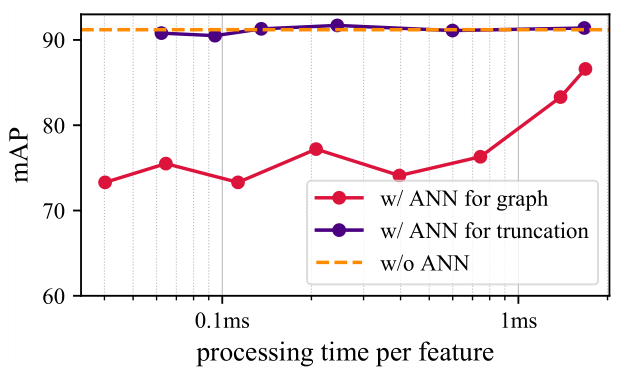 90
80
70
60
mAP
w/ ANN for graph
w/ ANN for truncation
w/o ANN
0.1ms 1ms
processing time per feature